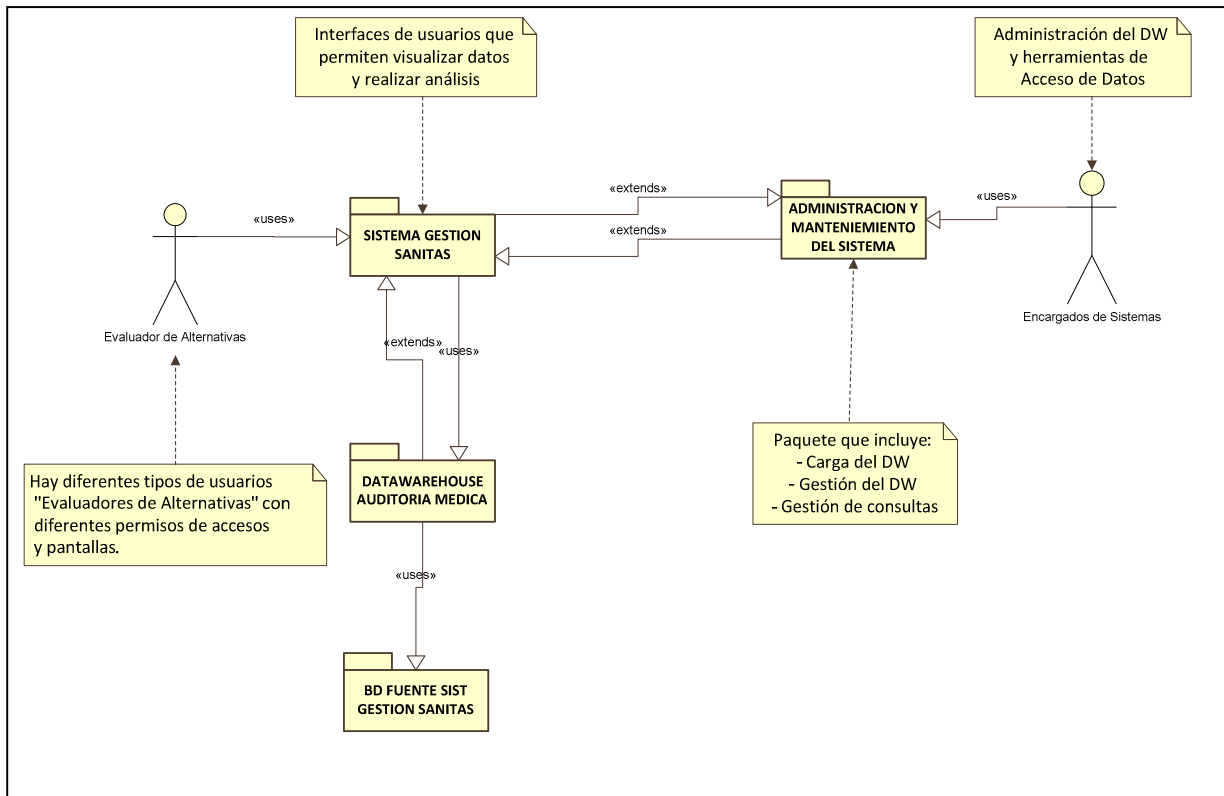 Interfaces de usuarios que
permiten visualizar datos
y realizar análisis
Administración del DW
y herramientas de
Acceso de Datos
«extends»
«uses»
SISTEMA GESTION
SANITAS
«extends»
ADMINISTRACION Y
MANTENIEMIENTO
DEL SISTEMA
«uses»
Evaluador de Alternativas
Encargados de Sistemas
«extends»
«uses»
Hay diferentes tipos de usuarios
"Evaluadores de Alternativas" con
diferentes permisos de accesos
y pantallas.
DATAWAREHOUSE
AUDITORIA MEDICA
Paquete que incluye:
- Carga del DW
- Gestión del DW
- Gestión de consultas
«uses»
BD FUENTE SIST
GESTION SANITAS